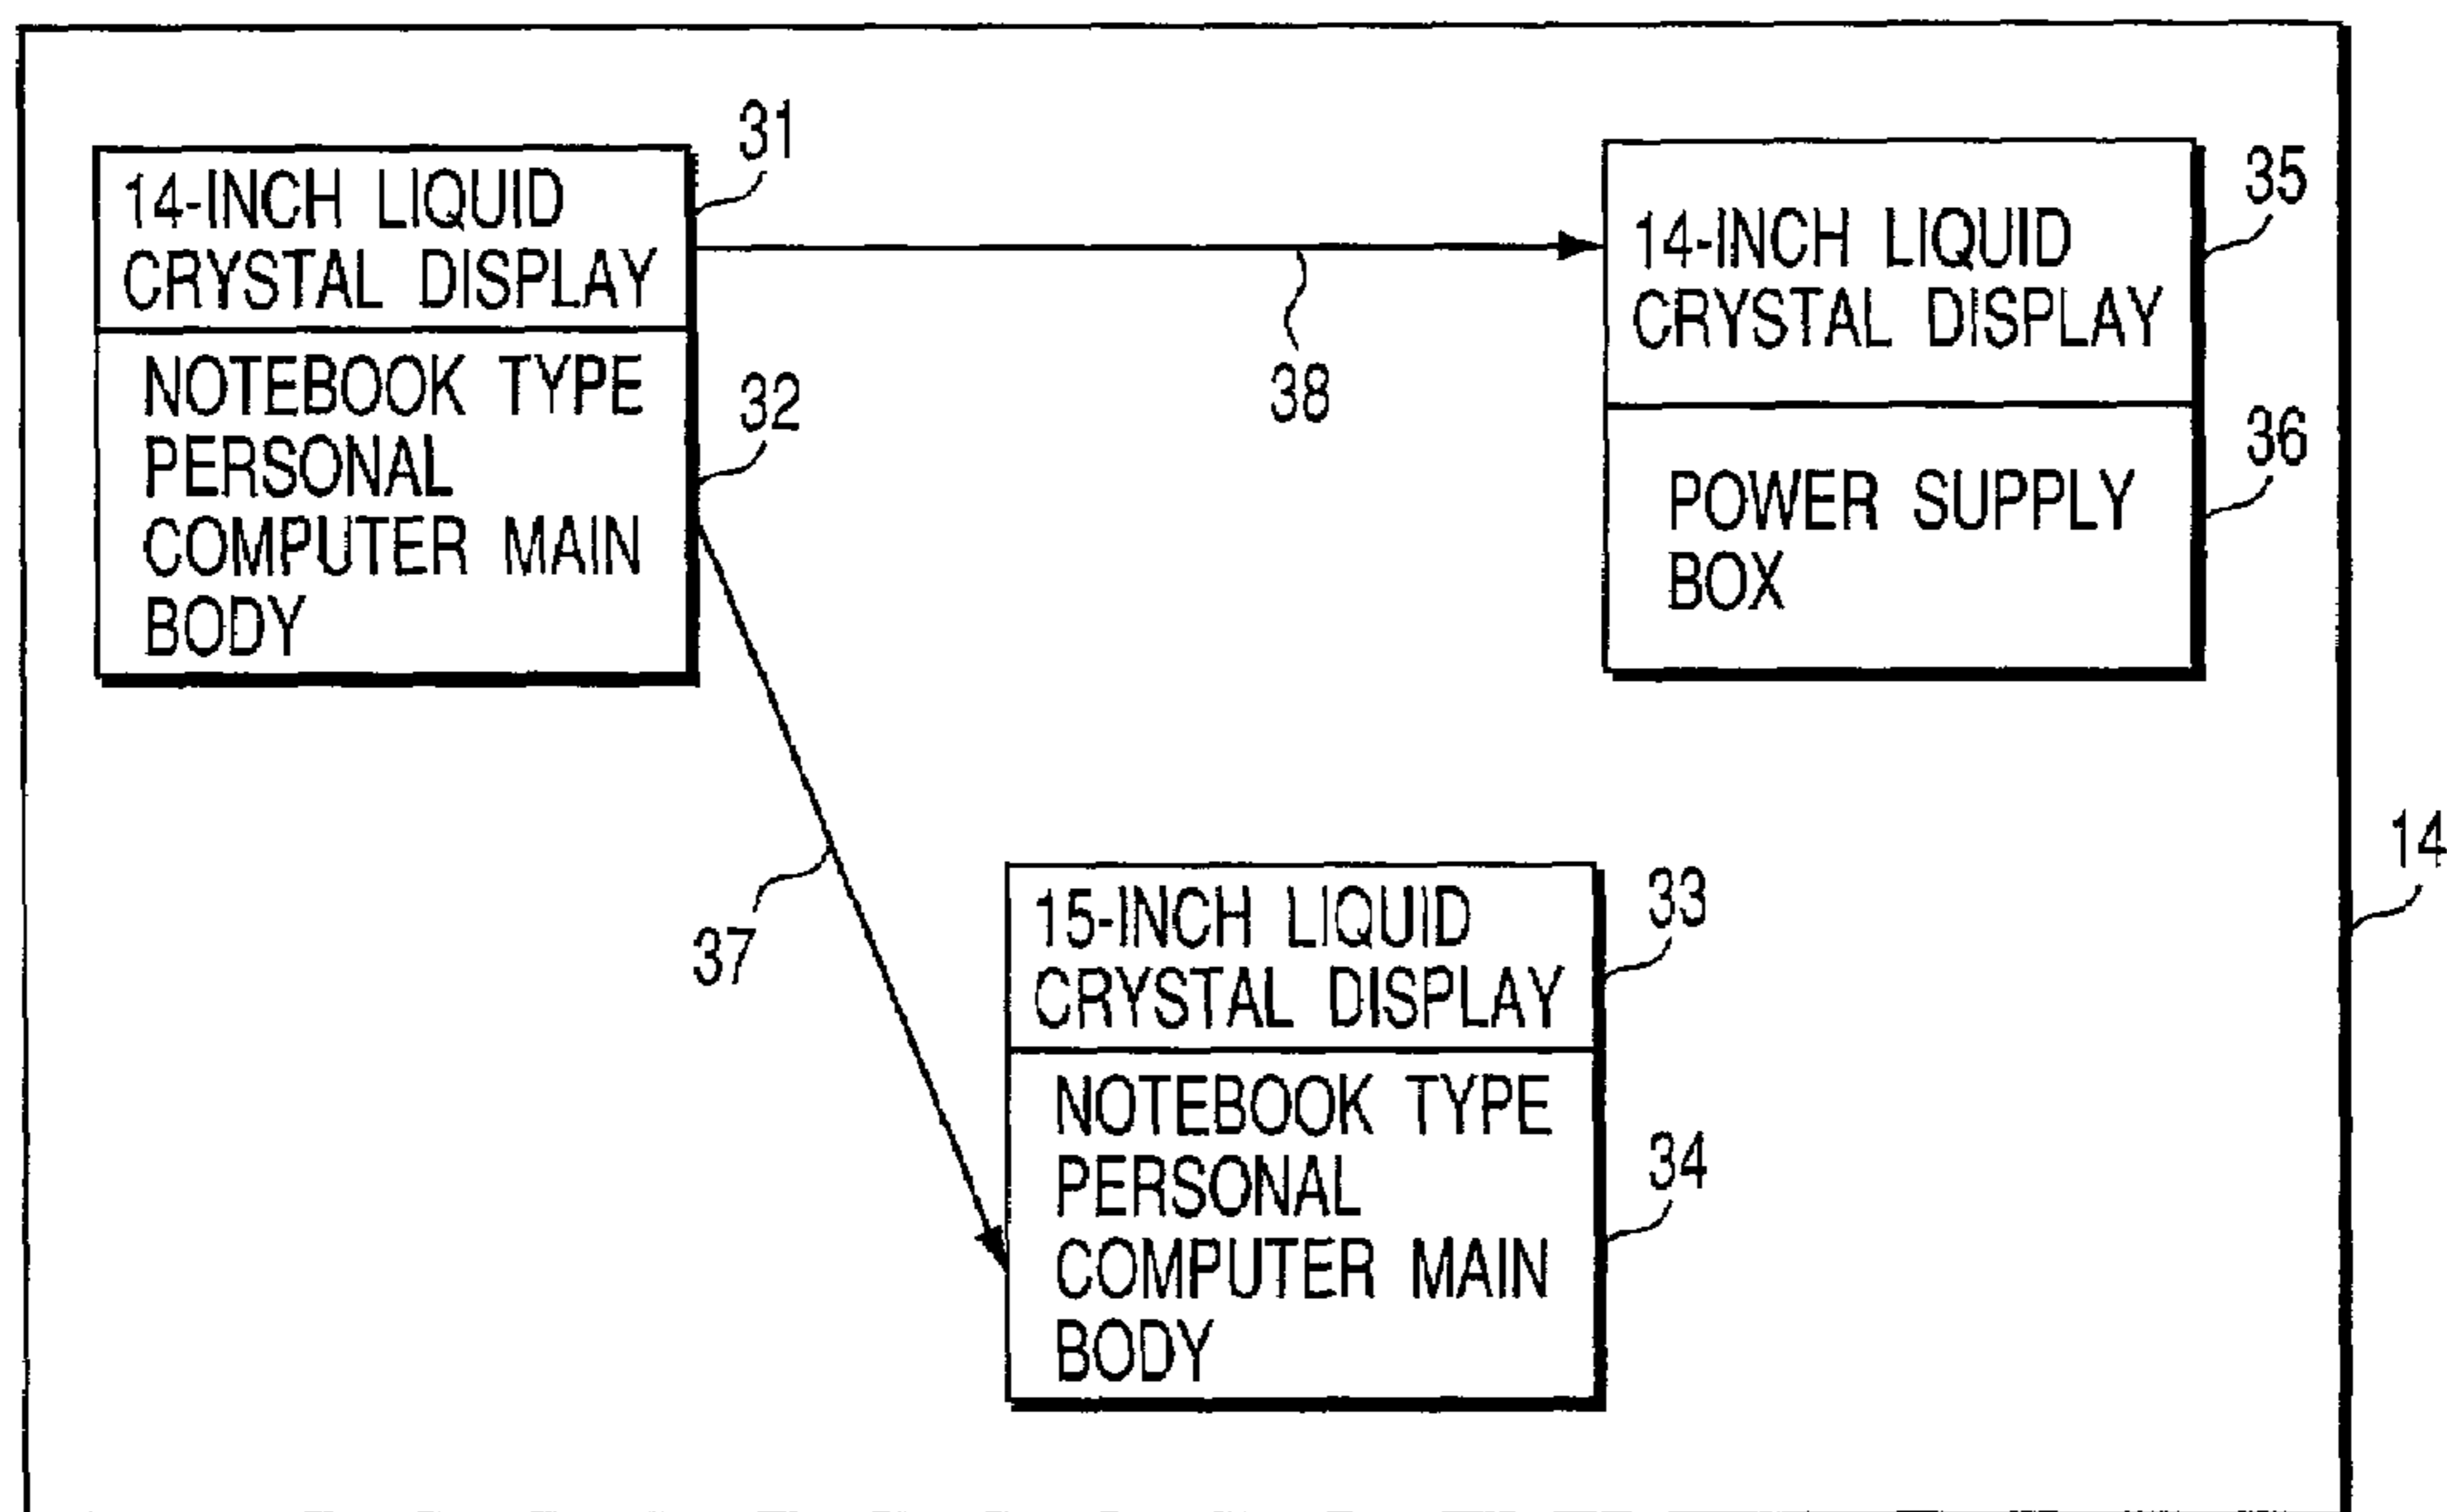 31
14-INCH LIQUID
CRYSTAL DISPLAY
32
NOTEBOOK TYPE
PERSONAL
COMPUTER MAIN
BODY
38
35
14-INCH LIQUID
CRYSTAL DISPLAY
36
POWER SUPPLY
BOX
37
14
33
15-INCH LIQUID
CRYSTAL DISPLAY
34
NOTEBOOK TYPE
PERSONAL
COMPUTER MAIN
BODY